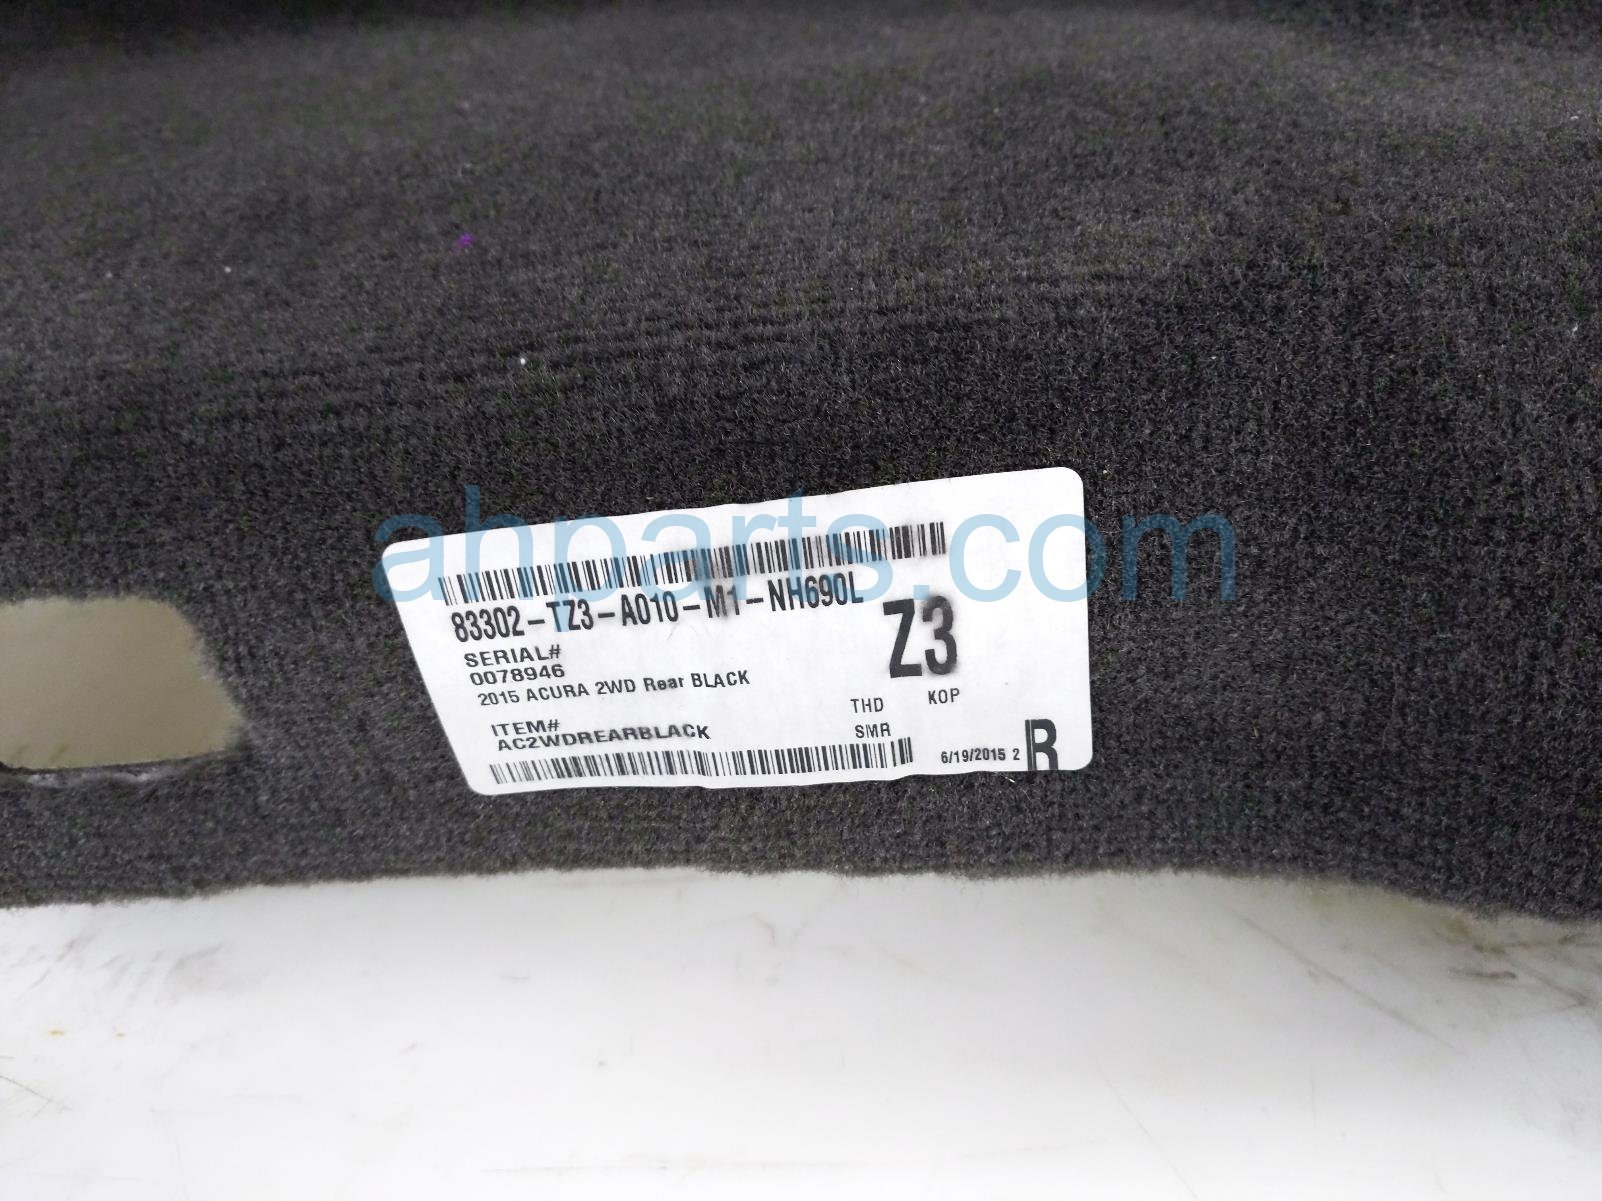 83302-TZ3-A010-M1-NH690L
Z3
SERIAL#
0078946
2015 ACURA 2WD Rear BLACK
THD KOP
ITEM#
AC2WDREARBLACK
SMR
6/19/2015 2
R
ahparts.com